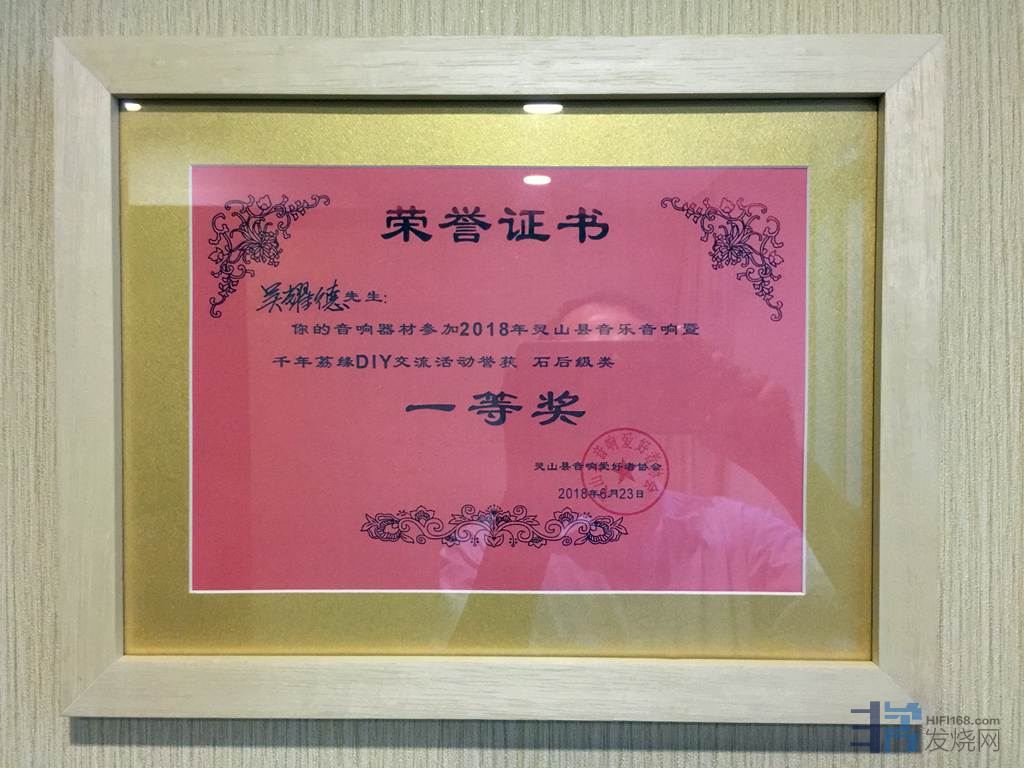 荣誉证书
吴耀德先生:
你的音响器材参加2018年灵山县音乐音响暨
千年荔缘DIY交流活动誉获 石后级类
一等奖
灵山县音响爱好者协会
2018年6月23日
HIFI168.com
发烧网